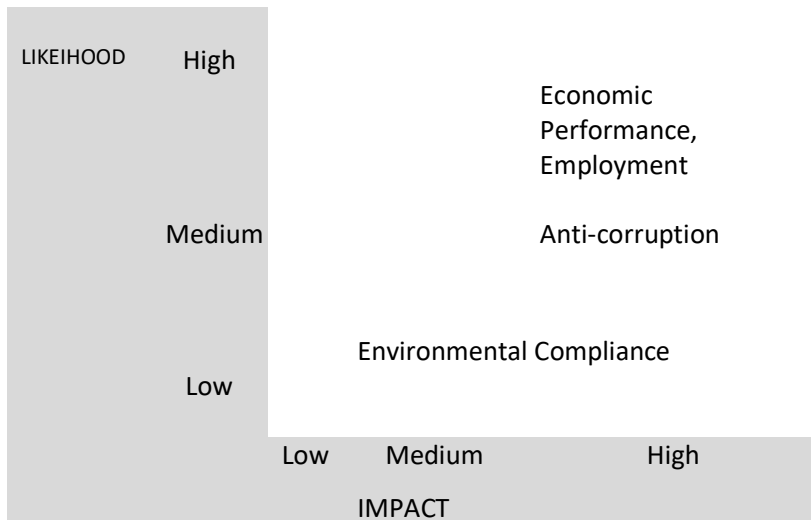 LIKEIHOOD High
Economic
Performance,
Employment
Medium Anti-corruption
Environmental Compliance
Low
Low Medium High
IMPACT